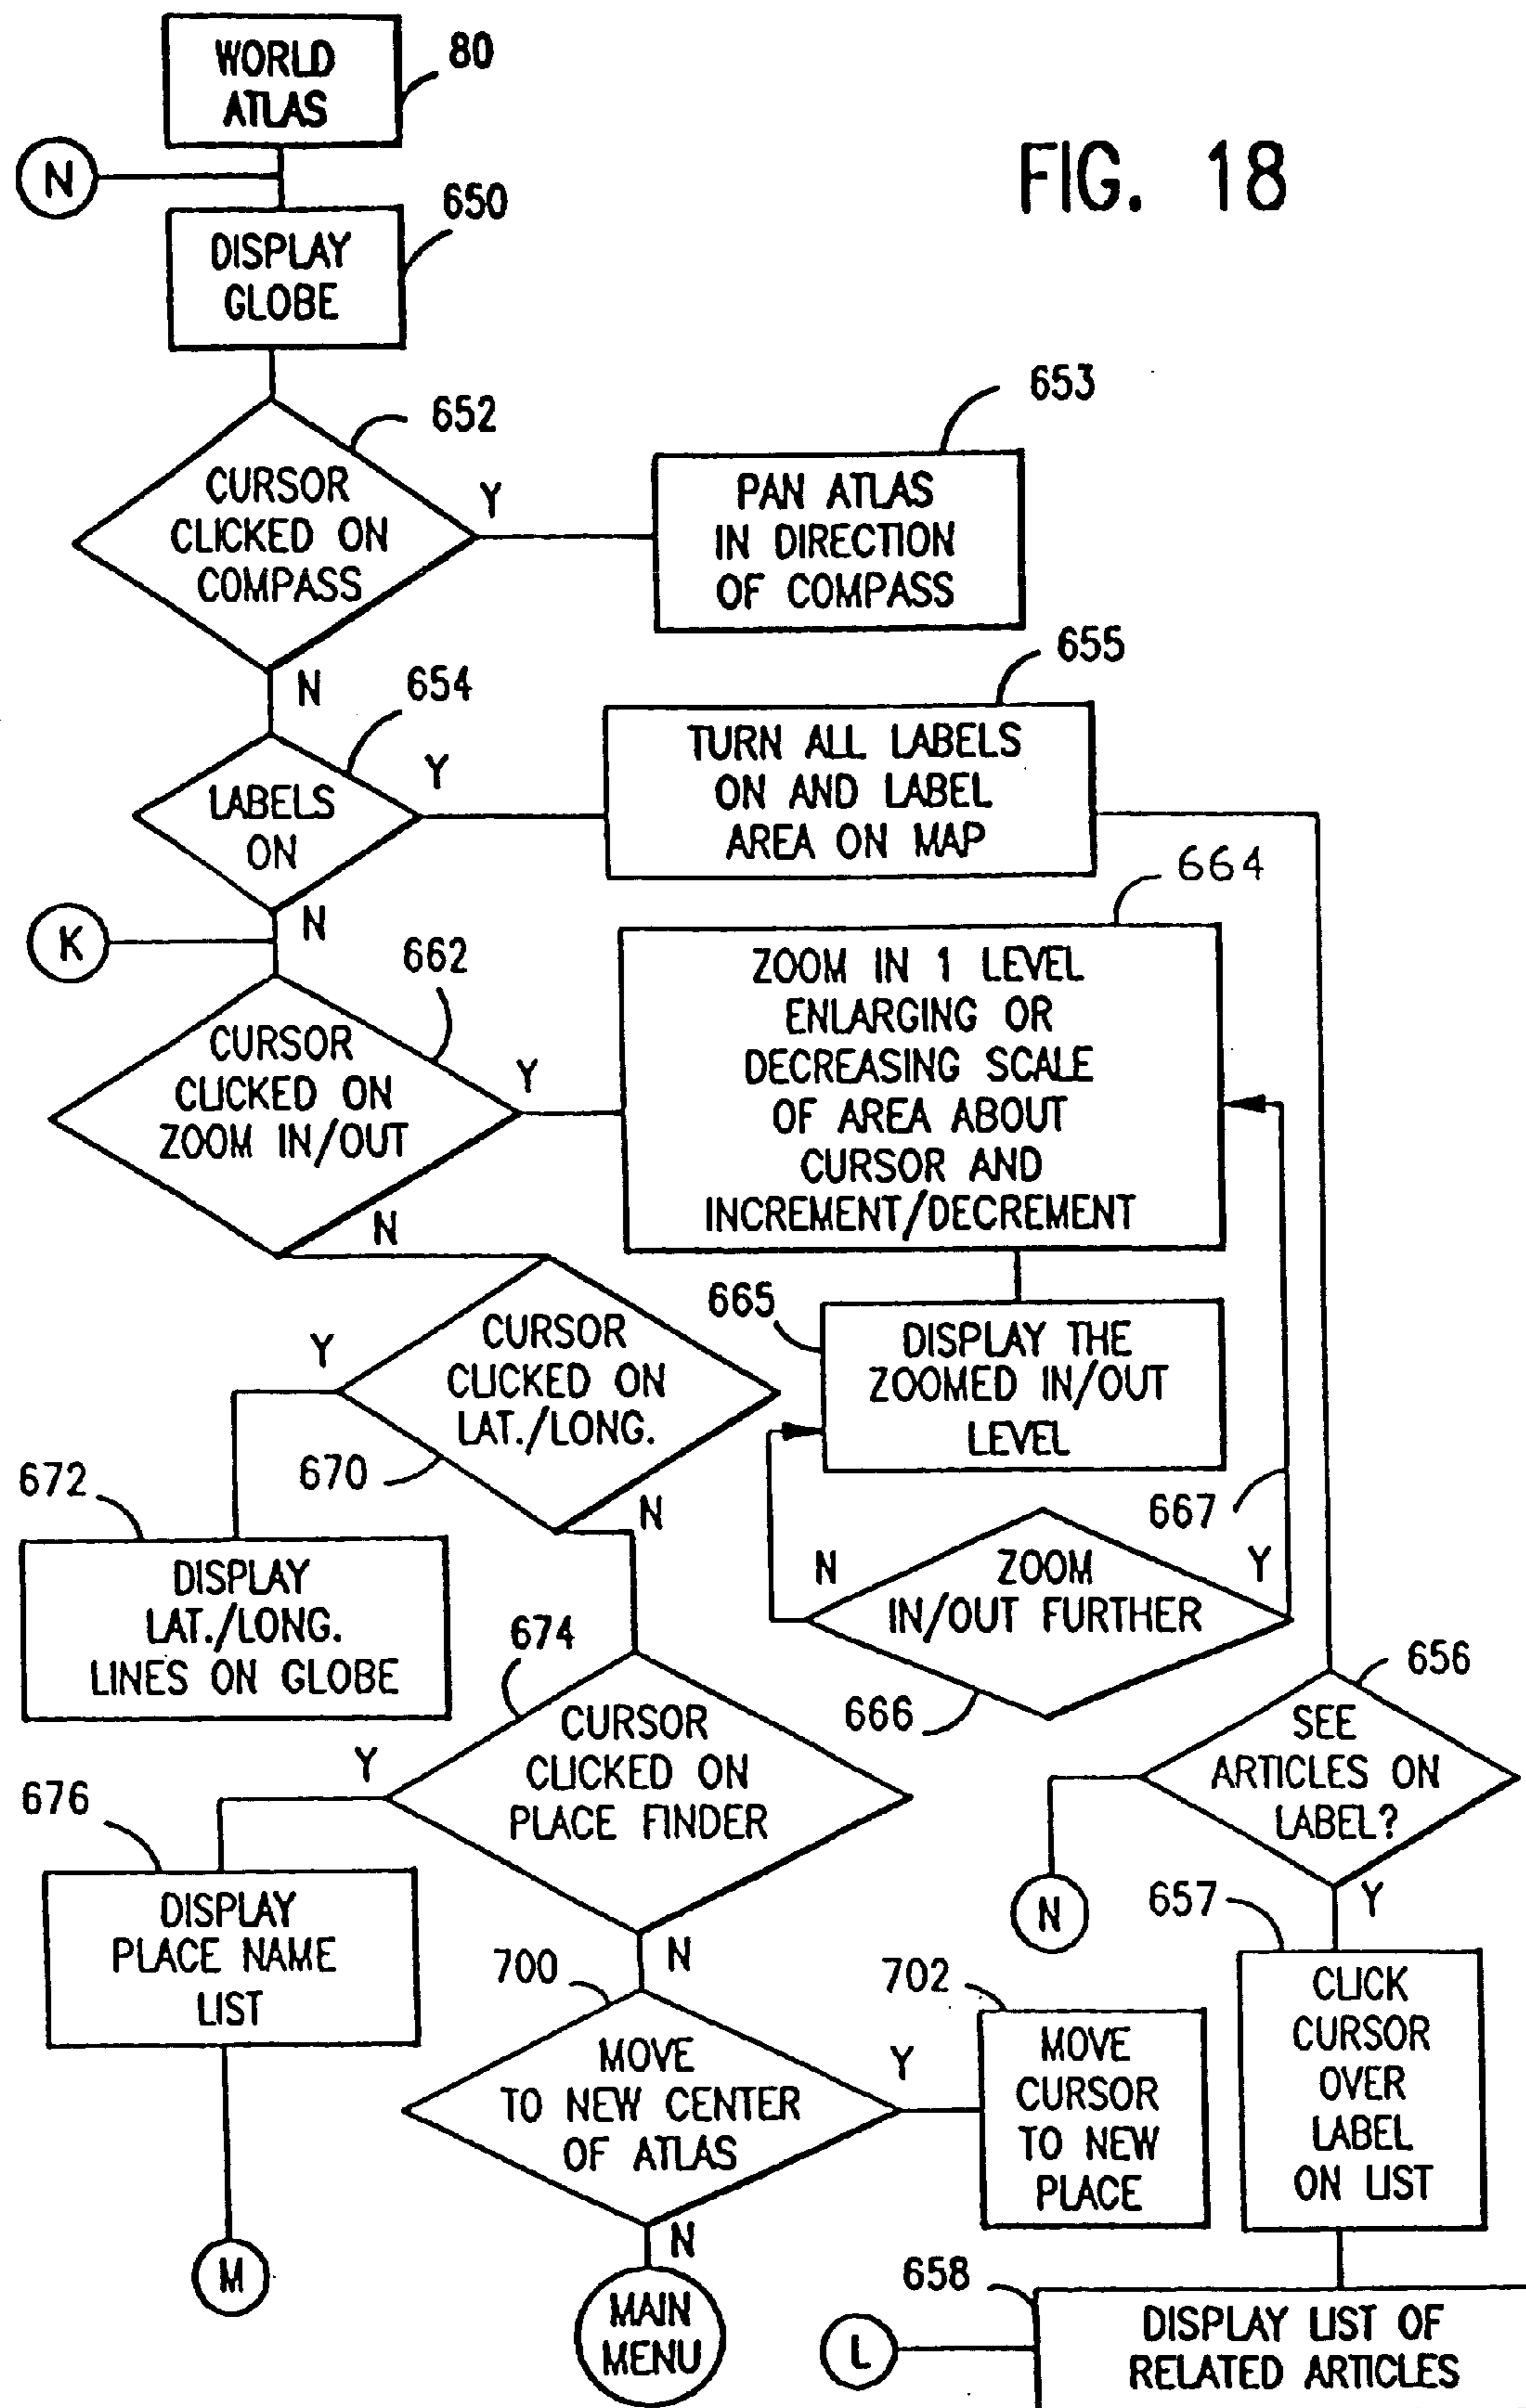 WORLD
ATLAS
80
N
FIG. 18
650
DISPLAY
GLOBE
652
CURSOR
CLICKED ON
COMPASS
Y
N
653
PAN ATLAS
IN DIRECTION
OF COMPASS
654
LABELS
ON
Y
N
655
TURN ALL LABELS
ON AND LABEL
AREA ON MAP
K
662
CURSOR
CLICKED ON
ZOOM IN/OUT
Y
N
664
ZOOM IN 1 LEVEL
ENLARGING OR
DECREASING SCALE
OF AREA ABOUT
CURSOR AND
INCREMENT/DECREMENT
665
DISPLAY THE
ZOOMED IN/OUT
LEVEL
Y
CURSOR
CLICKED ON
LAT./LONG.
670
N
672
DISPLAY
LAT./LONG.
LINES ON GLOBE
667
N
ZOOM
IN/OUT FURTHER
Y
666
674
CURSOR
CLICKED ON
PLACE FINDER
Y
N
676
DISPLAY
PLACE NAME
LIST
M
656
SEE
ARTICLES ON
LABEL?
N
Y
657
CLICK
CURSOR
OVER
LABEL
ON LIST
700
MOVE
TO NEW CENTER
OF ATLAS
Y
N
702
MOVE
CURSOR
TO NEW
PLACE
MAIN
MENU
658
L
DISPLAY LIST OF
RELATED ARTICLES